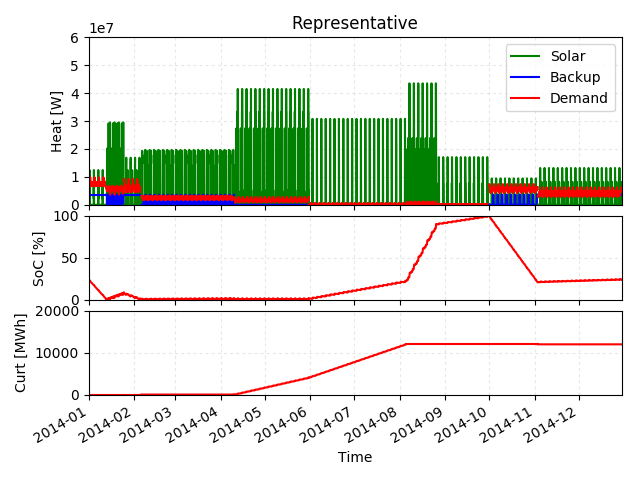 Representative
1e7
6
5
4
3
2
1
0
Heat [W]
Solar
Backup
Demand
100
50
0
SoC [%]
20000
10000
0
Curt [MWh]
2014-01
2014-02
2014-03
2014-04
2014-05
2014-06
2014-07
2014-08
2014-09
2014-10
2014-11
2014-12
Time